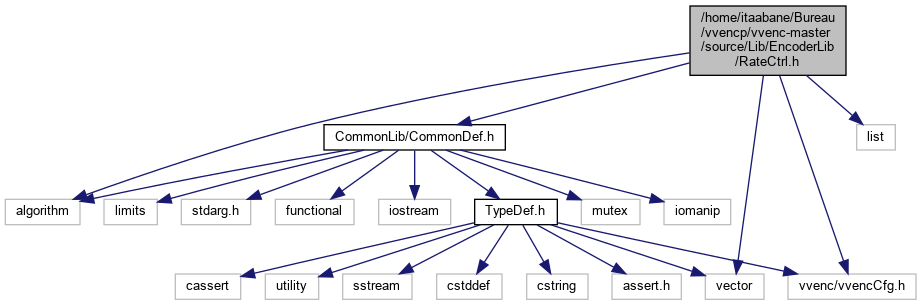 /home/itaabane/Bureau
/vvencp/vvenc-master
/source/Lib/EncoderLib
/RateCtrl.h
CommonLib/CommonDef.h
list
algorithm
limits
stdarg.h
functional
iostream
TypeDef.h
mutex
iomanip
cassert
utility
sstream
cstddef
cstring
assert.h
vector
vvenc/vvencCfg.h